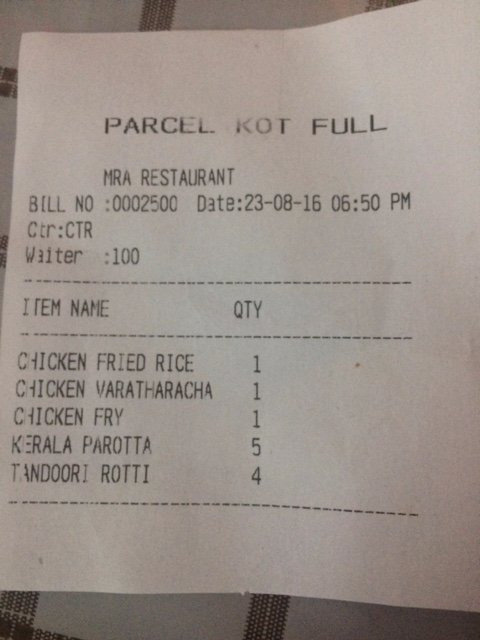 PARCEL KOT FULL
MRA RESTAURANT
BILL NO :0002500 Date:23-08-16 06:50 PM
Ctr:CTR
Waiter :100
ITEM NAME QTY
CHICKEN FRIED RICE 1
CHICKEN VARATHARACHA 1
CHICKEN FRY 1
KERALA PAROTTA 5
TANDOORI ROTTI 4